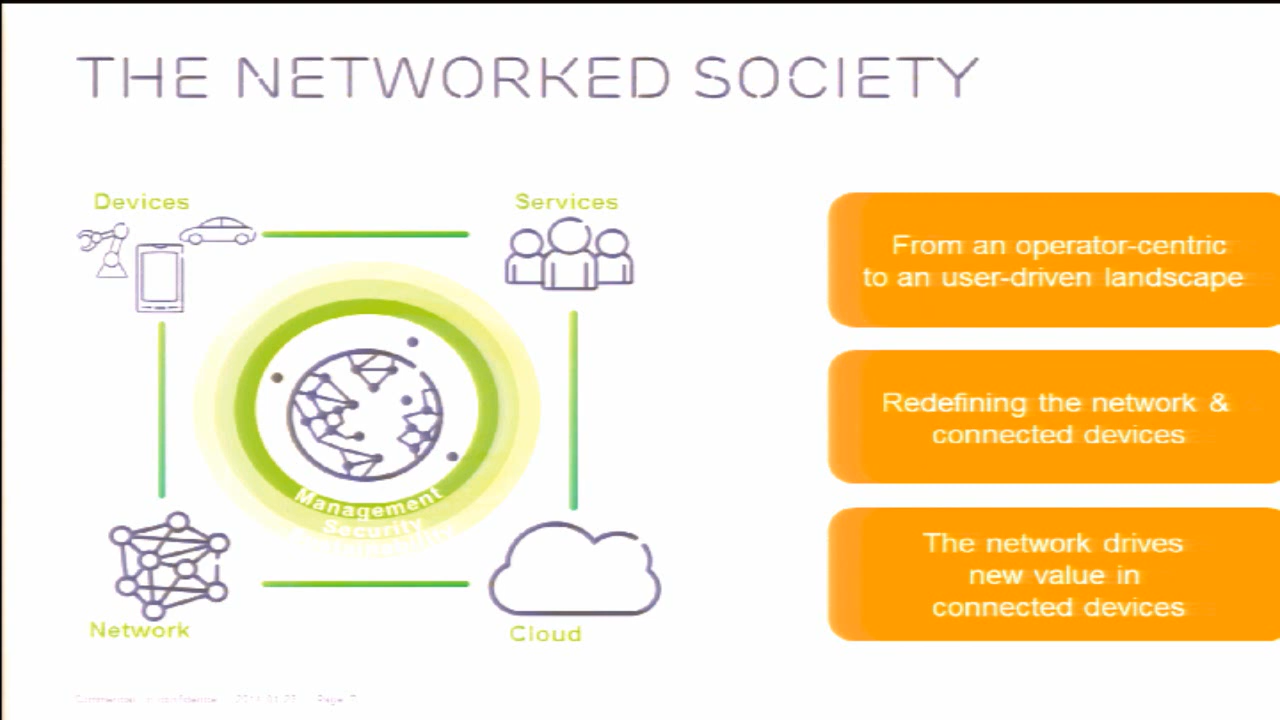 THE NETWORKED SOCIETY
Devices
Services
From an operator-centric
to an user-driven landscape
Redefining the network &
connected devices
Management
Security
The network drives
new value in
connected devices
Network
Cloud
Page